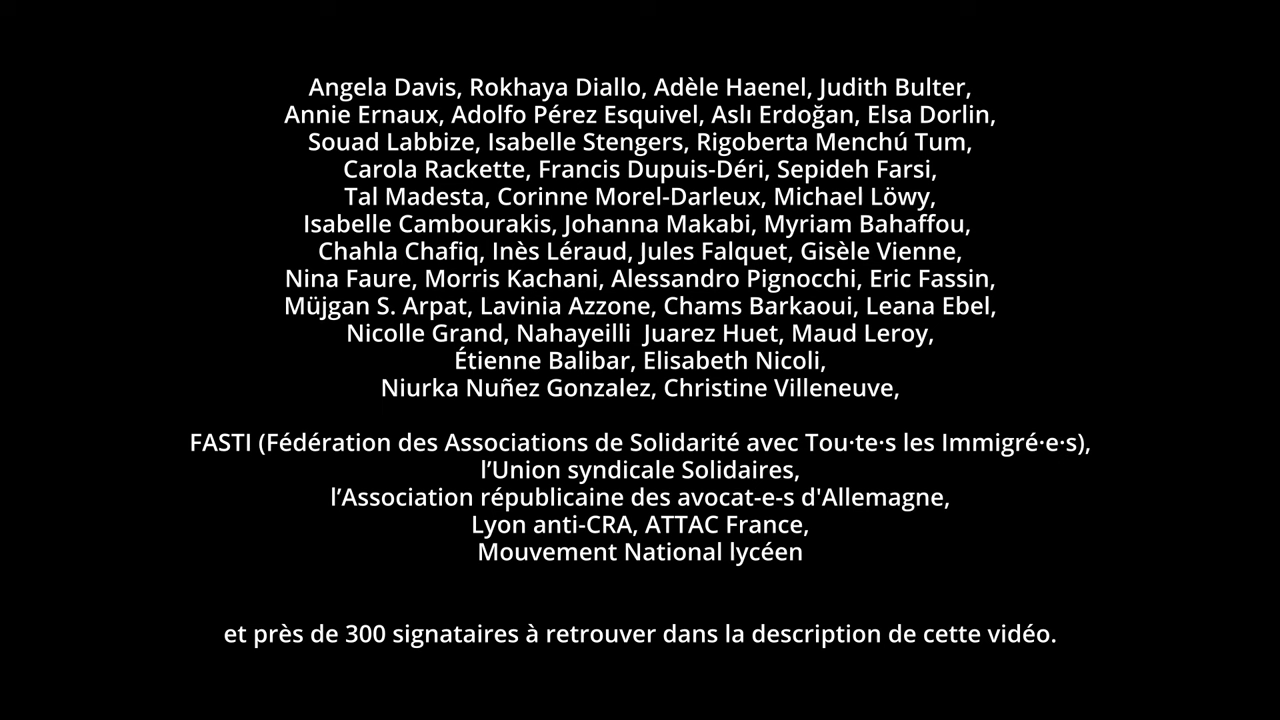 Angela Davis, Rokhaya Diallo, Adèle Haenel, Judith Bulter,
Annie Ernaux, Adolfo Pérez Esquivel, Aslı Erdoğan, Elsa Dorlin,
Souad Labbize, Isabelle Stengers, Rigoberta Menchú Tum,
Carola Rackette, Francis Dupuis-Déri, Sepideh Farsi,
Tal Madesta, Corinne Morel-Darleux, Michael Löwy,
Isabelle Cambourakis, Johanna Makabi, Myriam Bahaffou,
Chahla Chafiq, Inès Léraud, Jules Falquet, Gisèle Vienne,
Nina Faure, Morris Kachani, Alessandro Pignocchi, Eric Fassin,
Müjgan S. Arpat, Lavinia Azzone, Chams Barkaoui, Leana Ebel,
Nicolle Grand, Nahayeilli  Juarez Huet, Maud Leroy,
Étienne Balibar, Elisabeth Nicoli,
Niurka Nuñez Gonzalez, Christine Villeneuve,
FASTI (Fédération des Associations de Solidarité avec Tou·te·s les Immigré·e·s),
l’Union syndicale Solidaires,
l’Association républicaine des avocat-e-s d'Allemagne,
Lyon anti-CRA, ATTAC France,
Mouvement National lycéen
et près de 300 signataires à retrouver dans la description de cette vidéo.